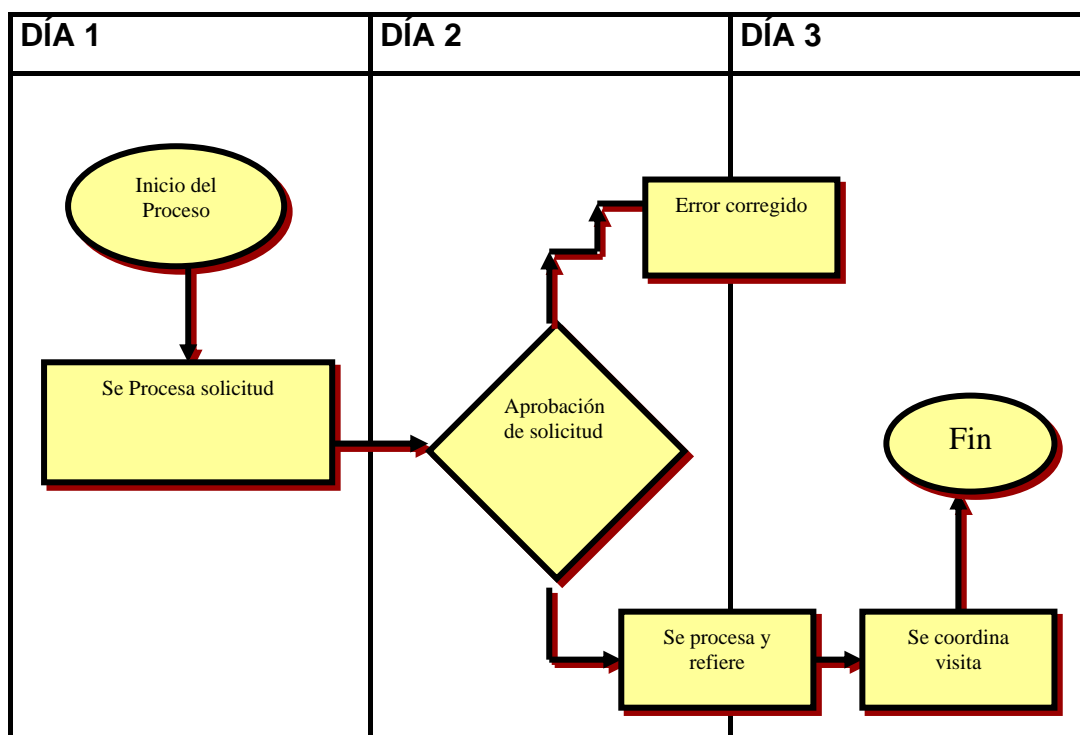 DÍA 1
DÍA 2
DÍA 3
Inicio del
Proceso
Error corregido
Se Procesa solicitud
Aprobación
de solicitud
Fin
Se procesa y
refiere
Se coordina
visita